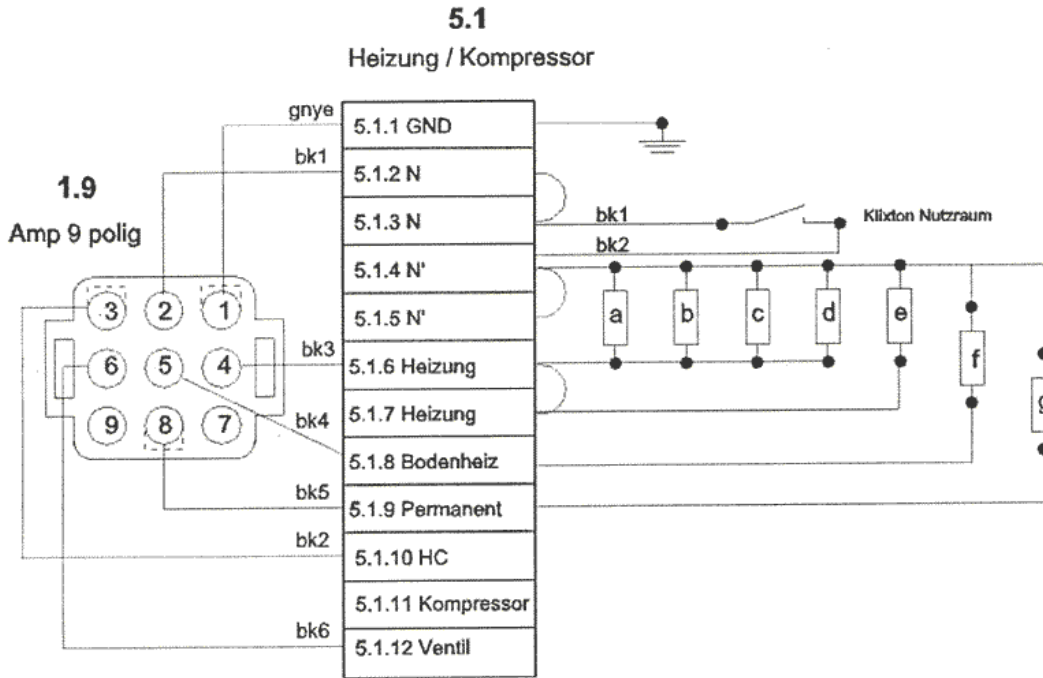 5.1
Heizung / Kompressor
1.9
Amp 9 polig
3 2 1
6 5 4
9 8 7
gnye
bk1
bk3
bk4
bk5
bk2
bk6
5.1.1 GND
5.1.2 N
5.1.3 N
5.1.4 N'
5.1.5 N'
5.1.6 Heizung
5.1.7 Heizung
5.1.8 Bodenheiz
5.1.9 Permanent
5.1.10 HC
5.1.11 Kompressor
5.1.12 Ventil
bk1
Klixdon Nutzraum
bk2
a b c d e
f
g